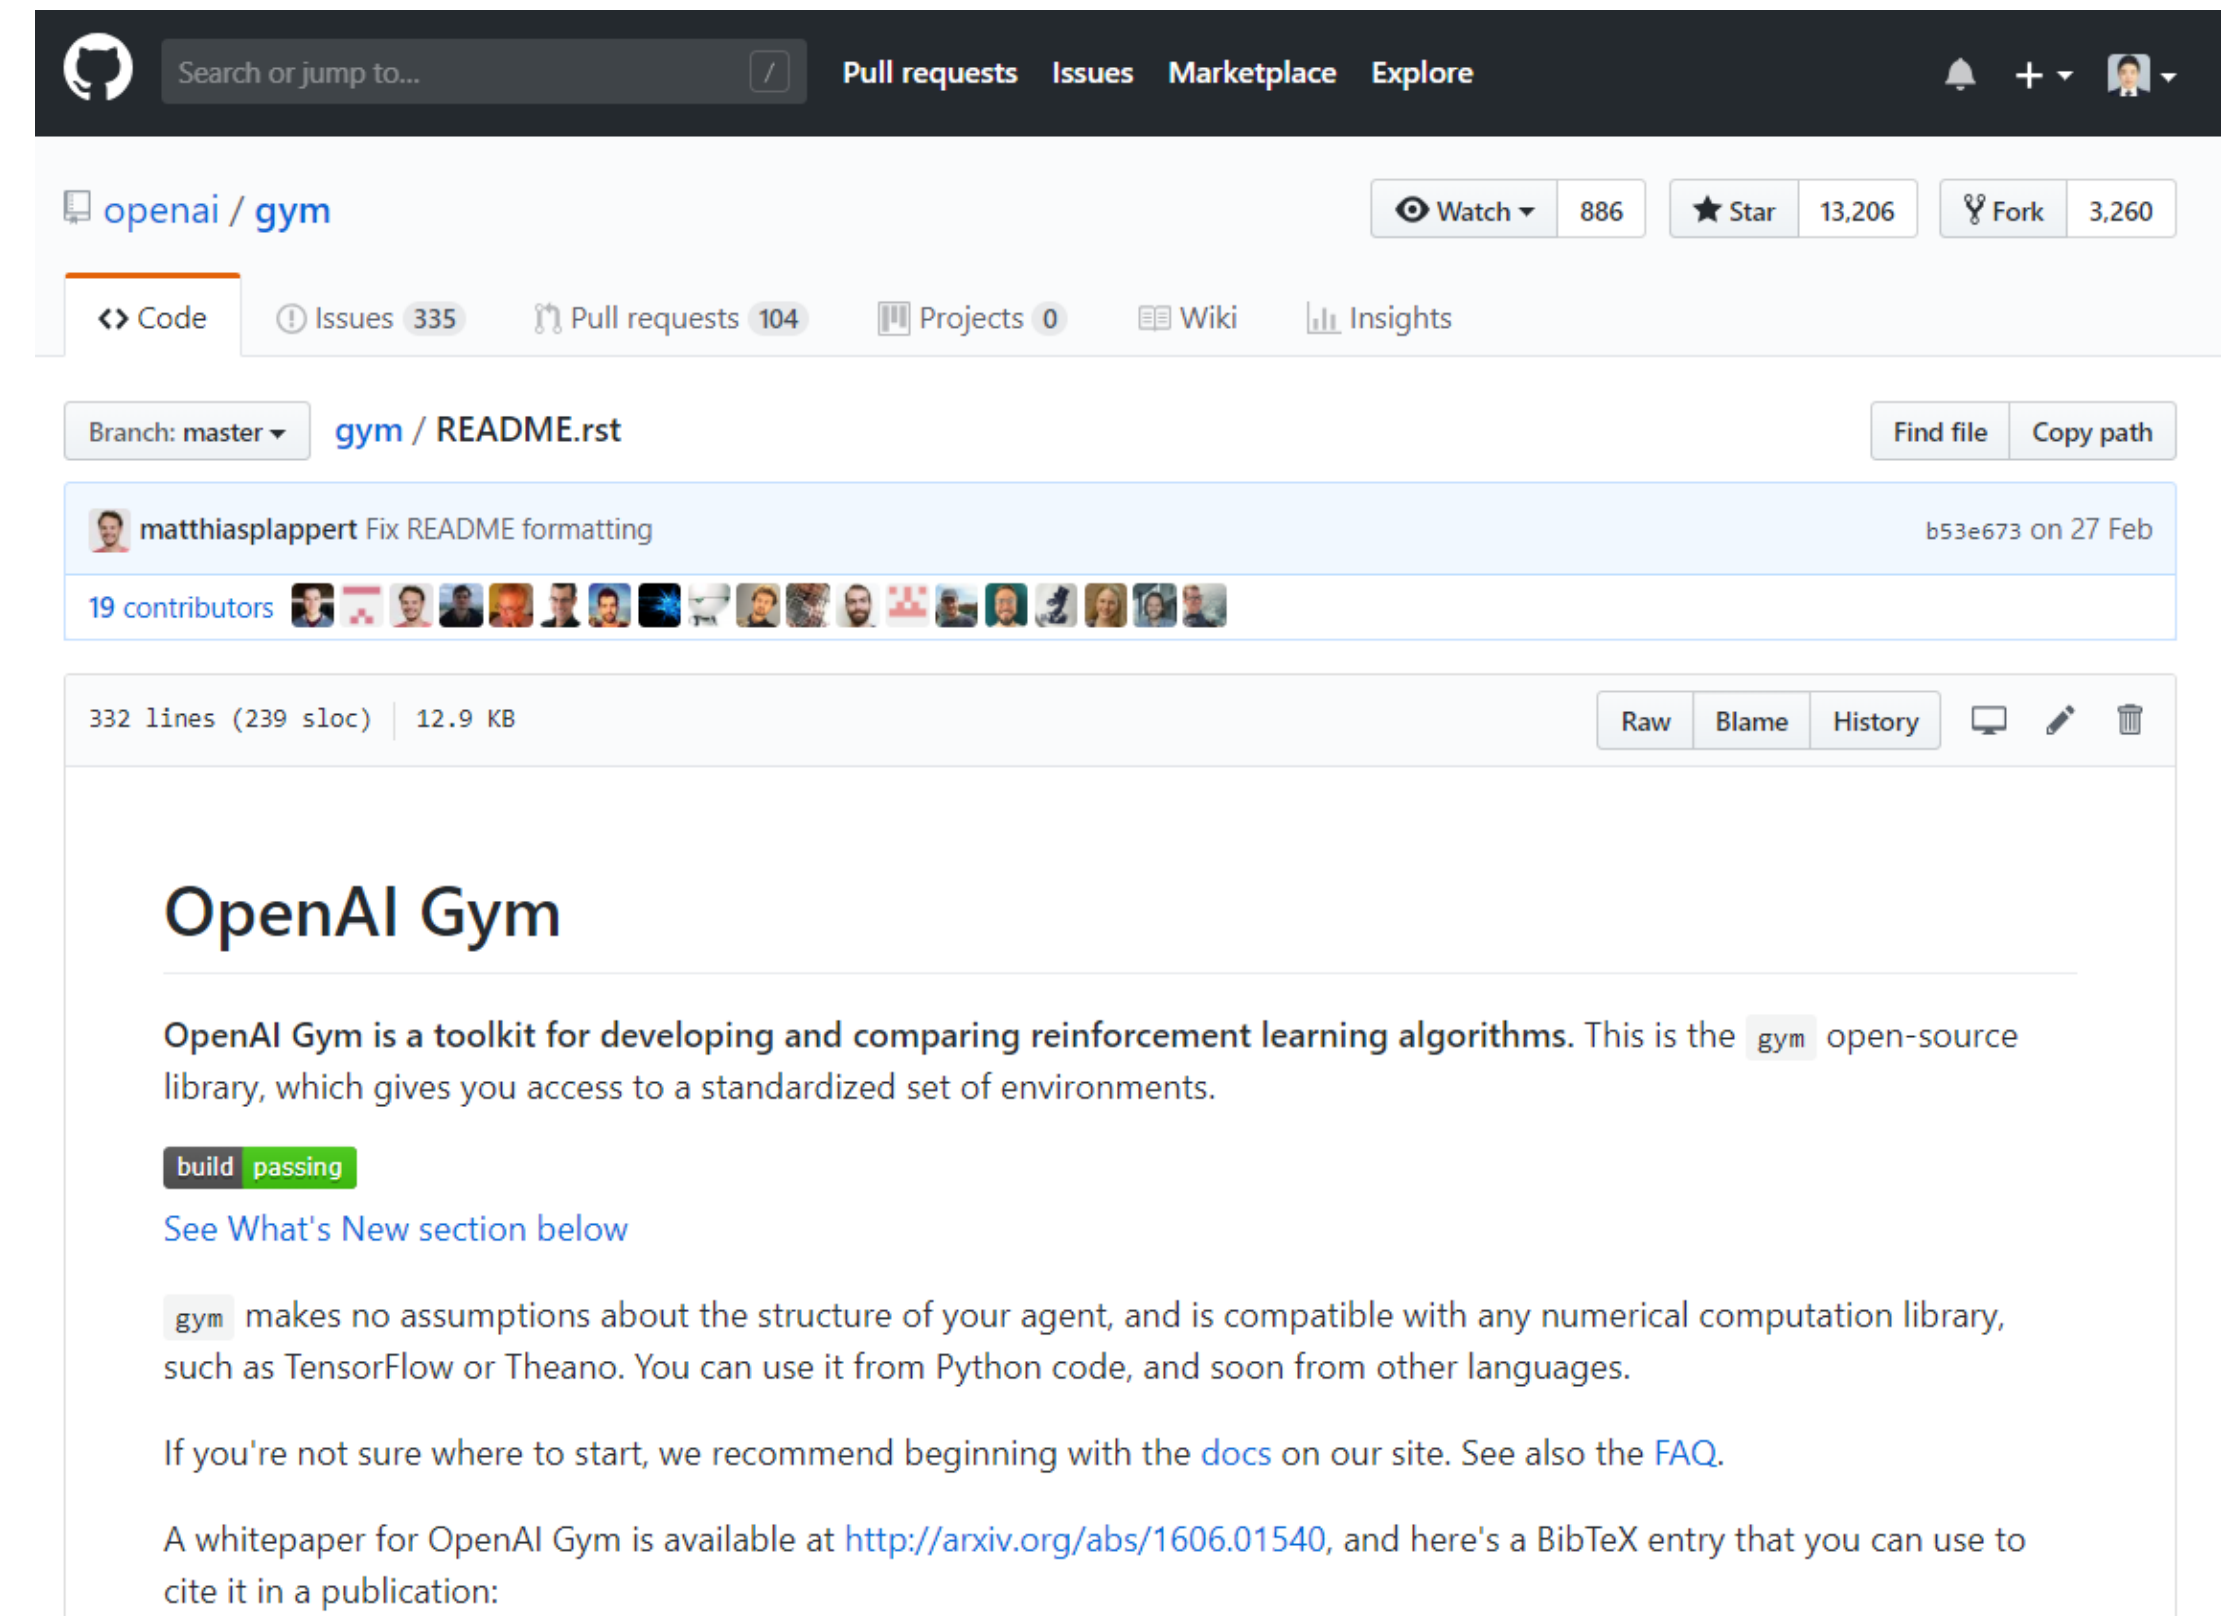 Search or jump to... / Pull requests Issues Marketplace Explore
openai / gym Watch 886 Star 13,206 Fork 3,260
Code Issues 335 Pull requests 104 Projects 0 Wiki Insights
Branch: master gym / README.rst Find file Copy path
matthiasplappert Fix README formatting b53e673 on 27 Feb
19 contributors
332 lines (239 sloc) 12.9 KB Raw Blame History
OpenAI Gym
OpenAI Gym is a toolkit for developing and comparing reinforcement learning algorithms. This is the gym open-source
library, which gives you access to a standardized set of environments.
build passing
See What's New section below
gym makes no assumptions about the structure of your agent, and is compatible with any numerical computation library,
such as TensorFlow or Theano. You can use it from Python code, and soon from other languages.
If you're not sure where to start, we recommend beginning with the docs on our site. See also the FAQ.
A whitepaper for OpenAI Gym is available at http://arxiv.org/abs/1606.01540, and here's a BibTeX entry that you can use to
cite it in a publication: